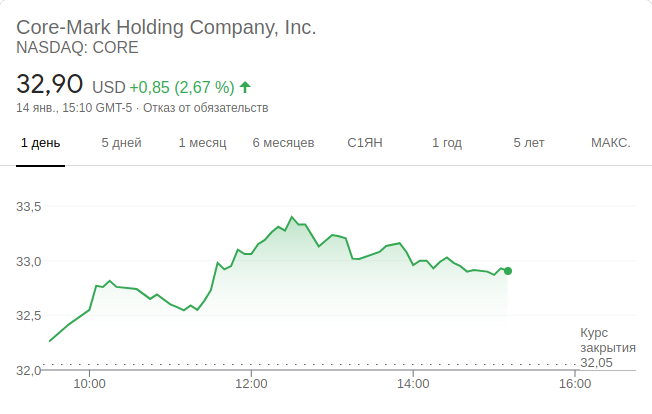 Core-Mark Holding Company, Inc.
NASDAQ: CORE
32,90 USD +0,85 (2,67 %)
14 янв., 15:10 GMT-5 · Отказ от обязательств
1 день 5 дней 1 месяц 6 месяцев С1ЯН 1 год 5 лет МАКС.
33,5
33,0
32,5
Курс
закрытия
32,05
32,0
10:00 12:00 14:00 16:00